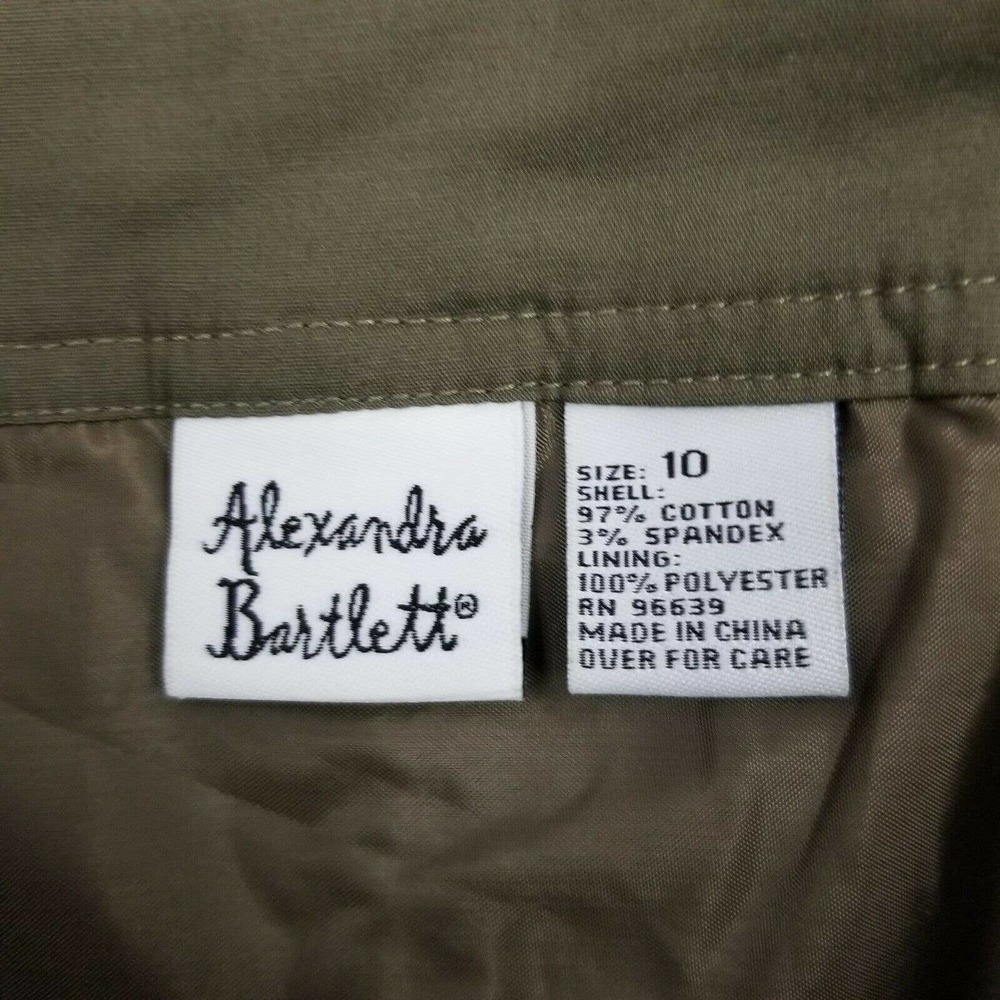 Alexandra
Bartlett®
SIZE: 10
SHELL:
97% COTTON
3% SPANDEX
LINING:
100% POLYESTER
RN 96639
MADE IN CHINA
OVER FOR CARE